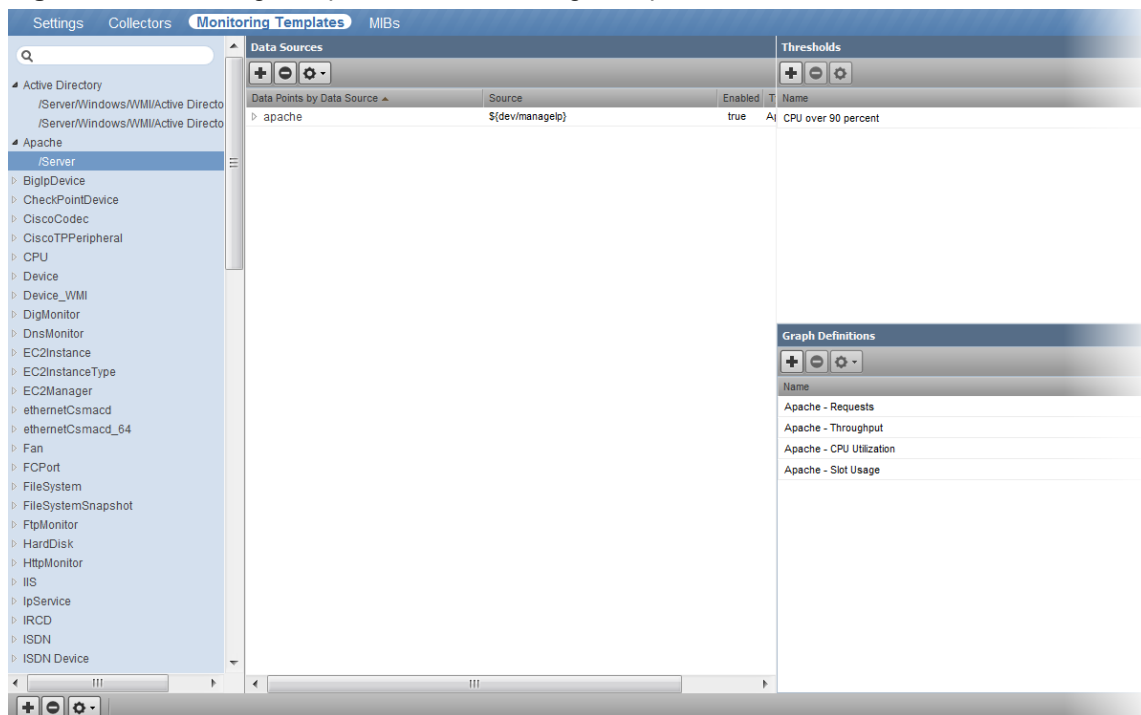 Settings Collectors Monitoring Templates MIBs
Active Directory
/Server/Windows/WMI/Active Directo
/Server/Windows/WMI/Active Directo
Apache
/Server
BigIpDevice
CheckPointDevice
CiscoCodec
CiscoTPPeripheral
CPU
Device
Device_WMI
DigMonitor
DnsMonitor
EC2Instance
EC2InstanceType
EC2Manager
ethernetCsmacd
ethernetCsmacd_64
Fan
FCPort
FileSystem
FileSystemSnapshot
FtpMonitor
HardDisk
HttpMonitor
IIS
IpService
IRCD
ISDN
ISDN Device
Data Sources
Data Points by Data Source Source Enabled T
apache ${dev/manageIp} true A
Thresholds
Name
CPU over 90 percent
Graph Definitions
Name
Apache - Requests
Apache - Throughput
Apache - CPU Utilization
Apache - Slot Usage